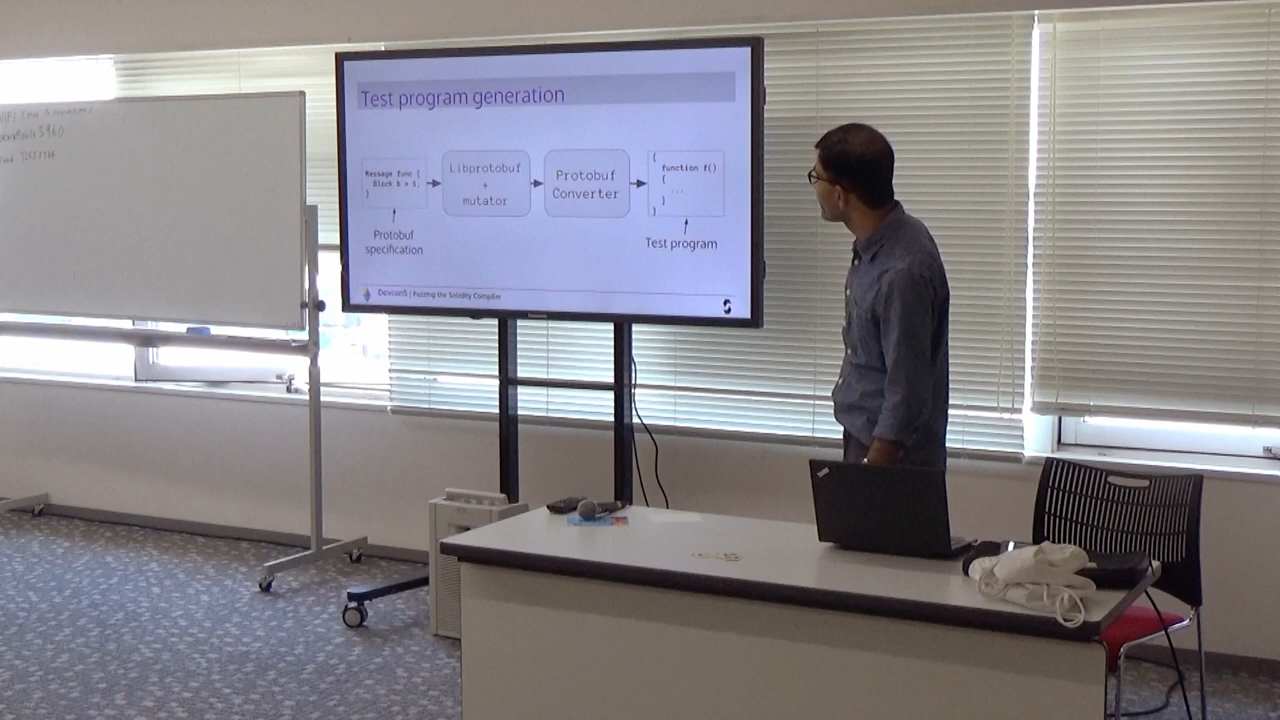 Test program generation
Message func {
Block b = 1;
}
Libprotobuf
+
mutator
Protobuf
Converter
{
function f()
{
...
}
}
Protobuf
specification
Test program
Devcon5 | Fuzzing the Solidity Compiler